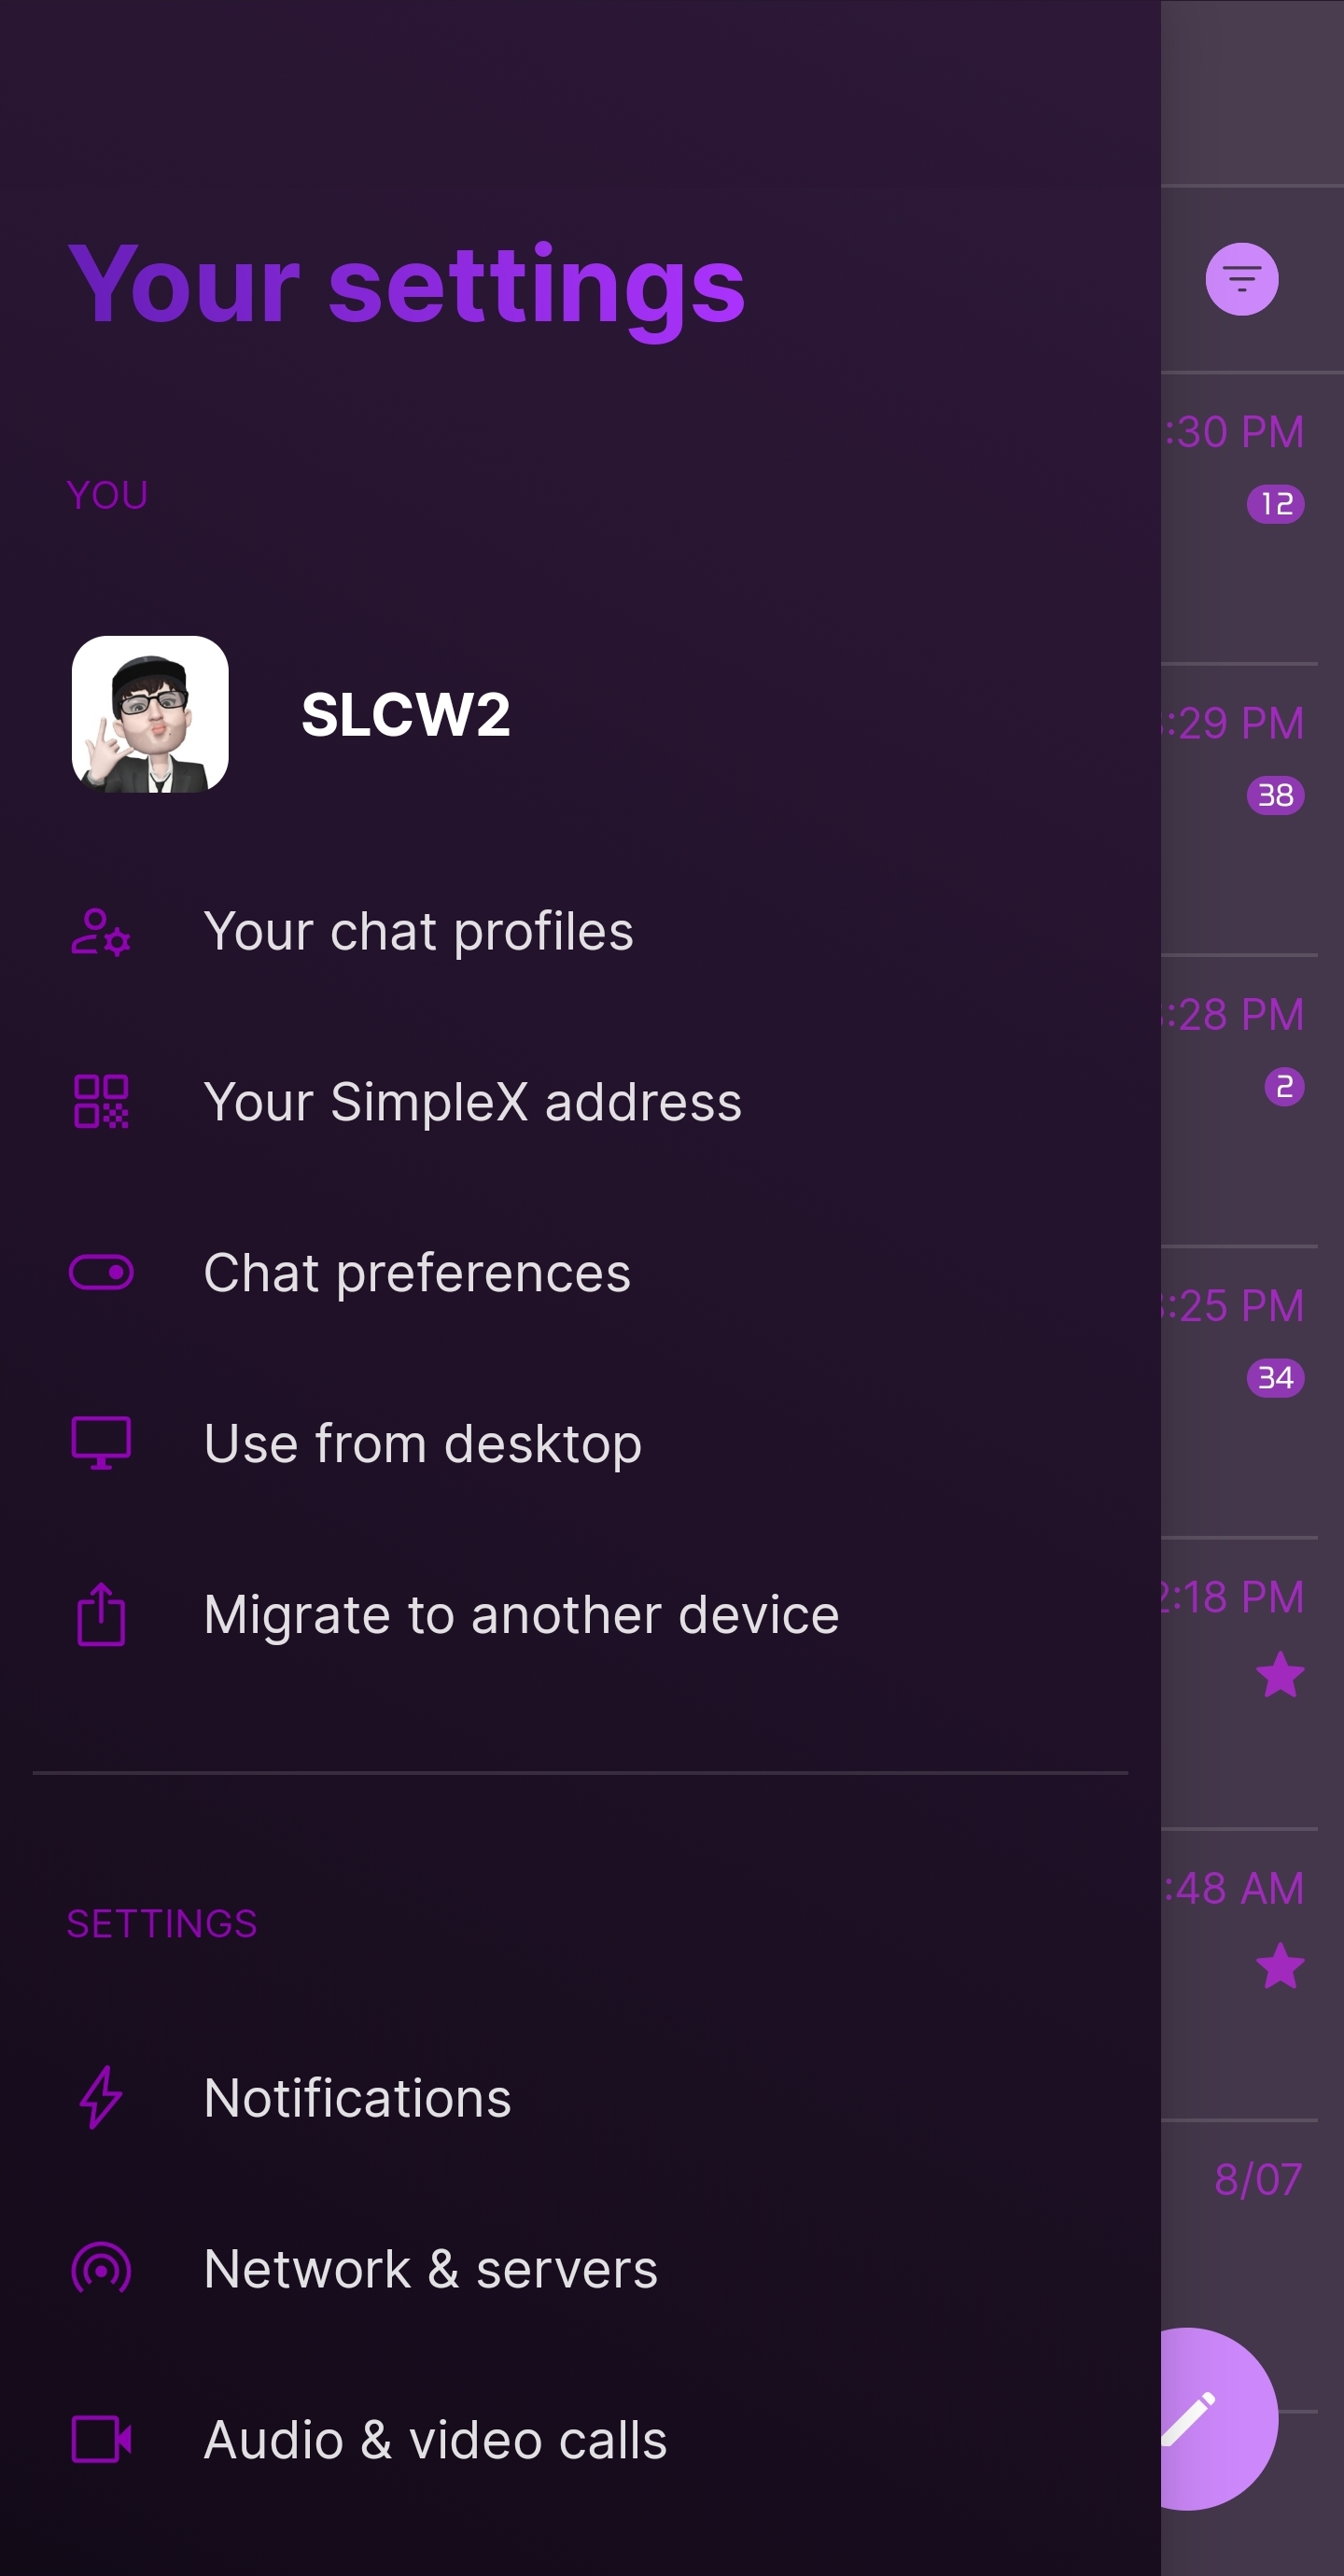 Your settings
YOU
:30 PM
12
SLCW2
:29 PM
38
Your chat profiles
Your SimpleX address
:28 PM
2
Chat preferences
:25 PM
34
Use from desktop
Migrate to another device
2:18 PM
SETTINGS
:48 AM
Notifications
8/07
Network & servers
Audio & video calls